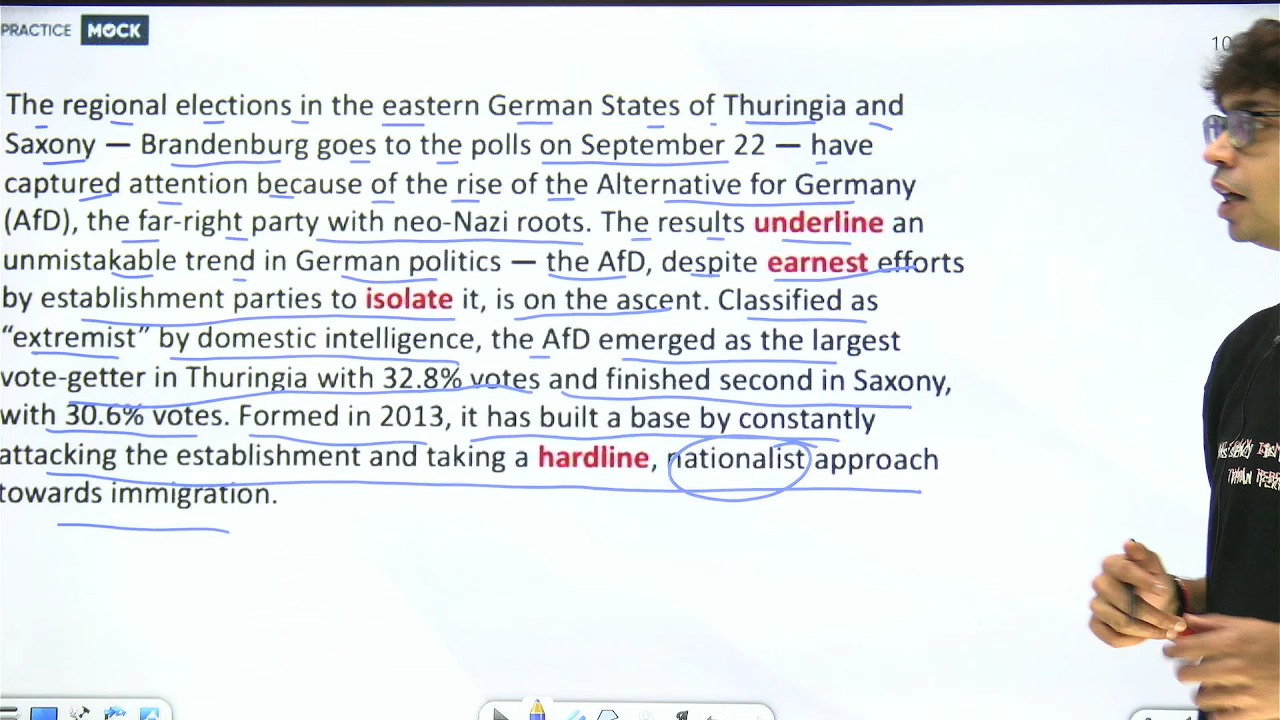 PRACTICE MOCK
10
The regional elections in the eastern German States of Thuringia and
Saxony — Brandenburg goes to the polls on September 22 — have
captured attention because of the rise of the Alternative for Germany
(AfD), the far-right party with neo-Nazi roots. The results underline an
unmistakable trend in German politics — the AfD, despite earnest efforts
by establishment parties to isolate it, is on the ascent. Classified as
“extremist” by domestic intelligence, the AfD emerged as the largest
vote-getter in Thuringia with 32.8% votes and finished second in Saxony,
with 30.6% votes. Formed in 2013, it has built a base by constantly
attacking the establishment and taking a hardline, nationalist approach
towards immigration.